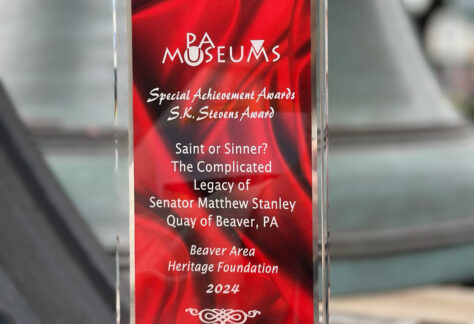 PA
MUSEUMS
Special Achievement Awards
S.K. Stevens Award
Saint or Sinner?
The Complicated
Legacy of
Senator Matthew Stanley
Quay of Beaver, PA
Beaver Area
Heritage Foundation
2024